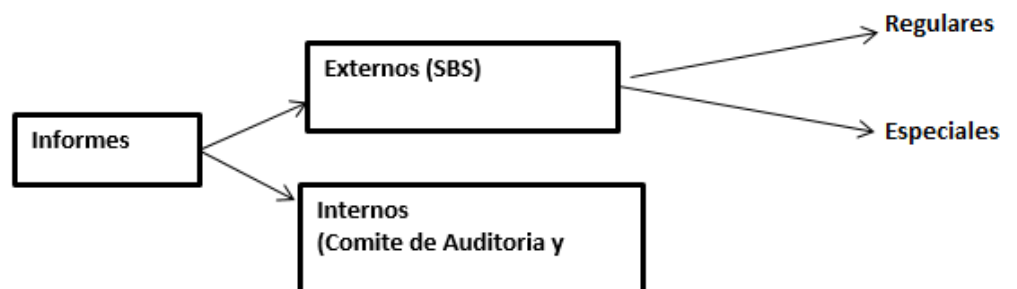 Informes
Externos (SBS)
Regulares
Especiales
Internos
(Comite de Auditoria y